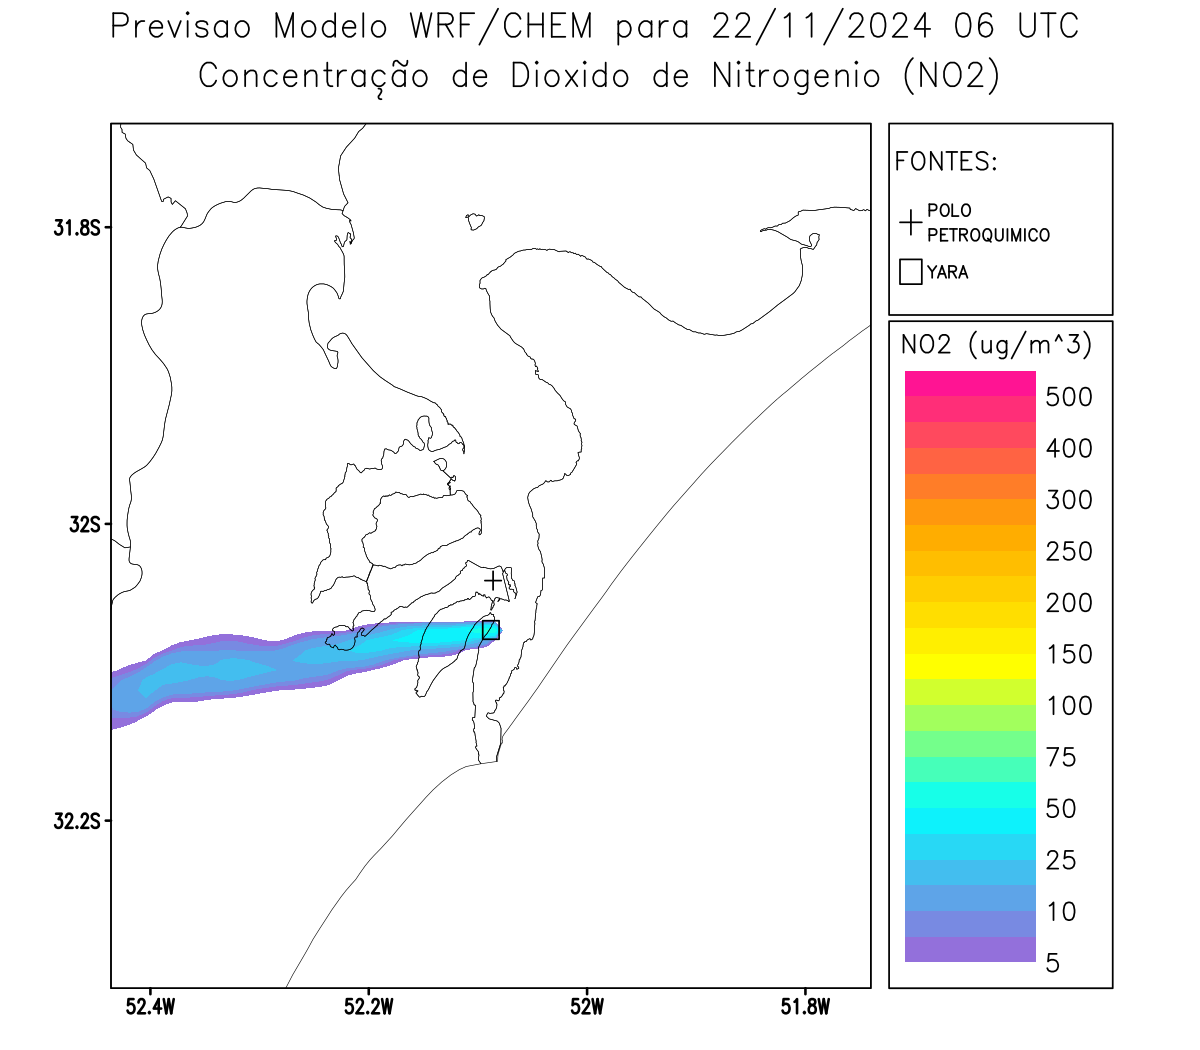 Previsao Modelo WRF/CHEM para 22/11/2024 06 UTC
Concentração de Dioxido de Nitrogenio (NO2)
FONTES:
POLO
PETROQUIMICO
YARA
NO2 (ug/m^3)
500
400
300
250
200
150
100
75
50
25
10
5
31.8S
32S
32.2S
52.4W
52.2W
52W
51.8W